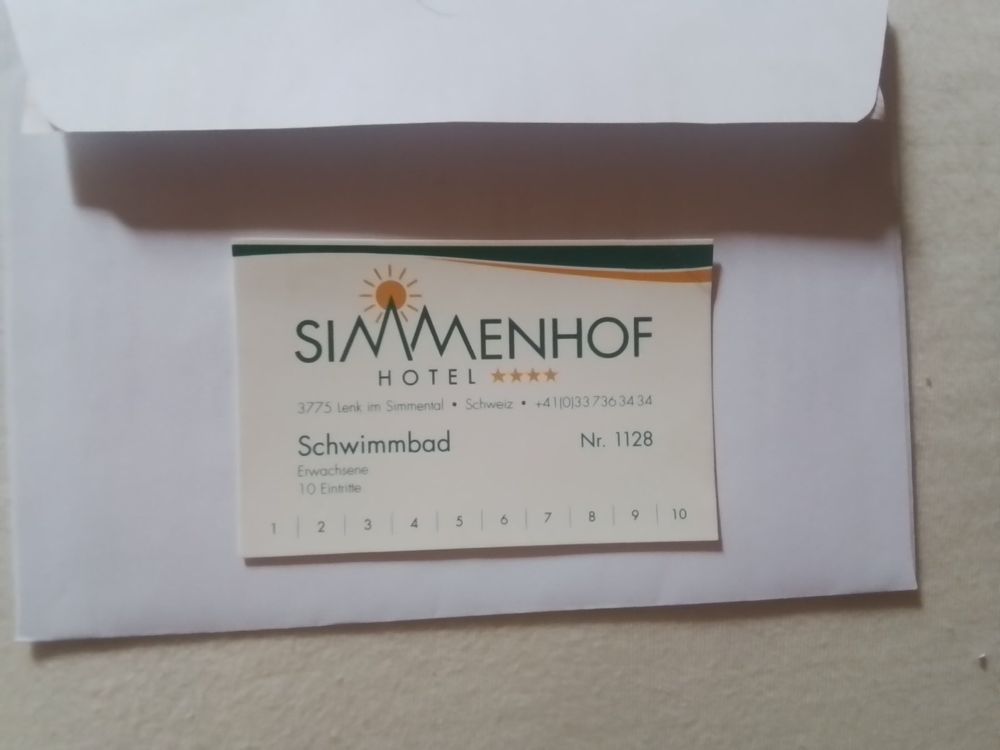 SIMMENHOF
HOTEL ★★★★
3775 Lenk im Simmental • Schweiz • +41(0)33 736 34 34
Schwimmbad Nr. 1128
Erwachsene
10 Eintritte
1 | 2 | 3 | 4 | 5 | 6 | 7 | 8 | 9 | 10